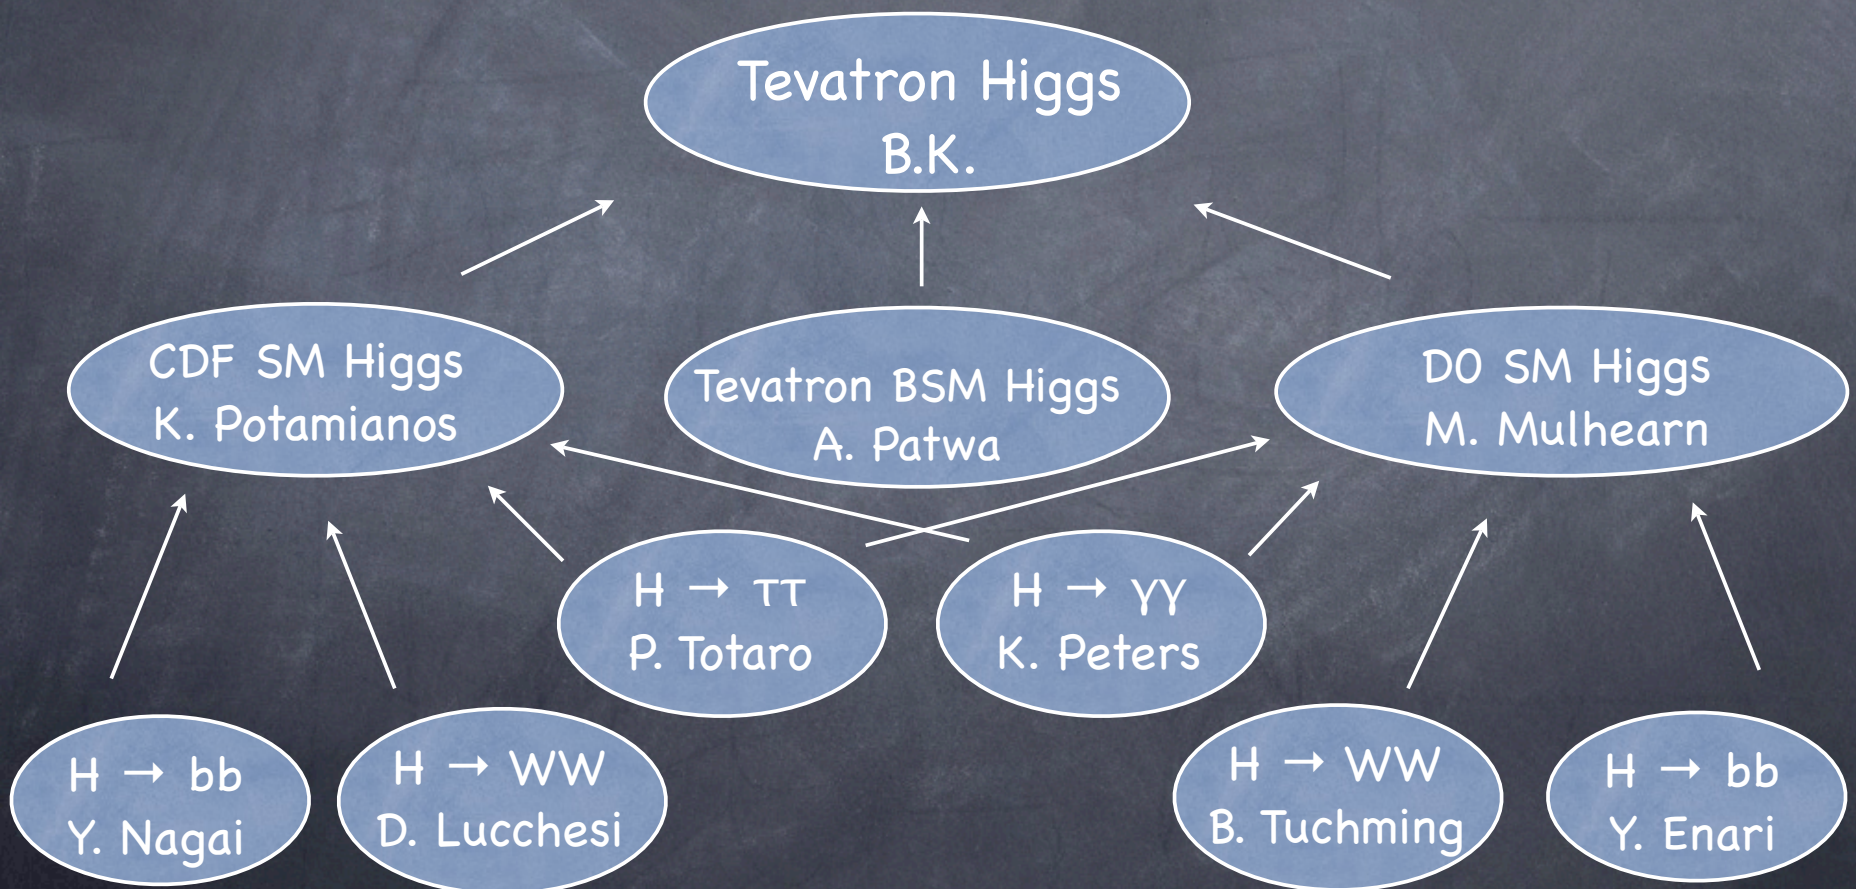 Tevatron Higgs
B.K.
CDF SM Higgs
K. Potamianos
Tevatron BSM Higgs
A. Patwa
D0 SM Higgs
M. Mulhearn
H → ττ
P. Totaro
H → γγ
K. Peters
H → bb
Y. Nagai
H → WW
D. Lucchesi
H → WW
B. Tuchming
H → bb
Y. Enari